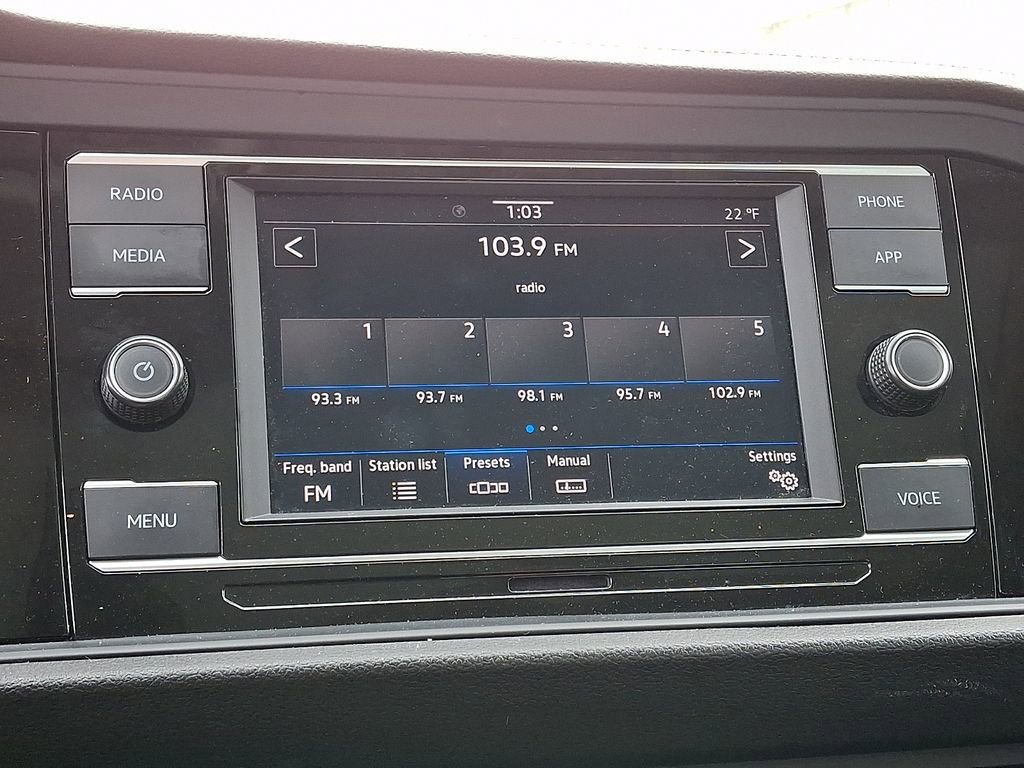 RADIO
MEDIA
MENU
1:03
22 °F
< 103.9 FM >
radio
1 2 3 4 5
93.3 FM 93.7 FM 98.1 FM 95.7 FM 102.9 FM
Freq. band Station list Presets Manual Settings
FM
PHONE
APP
VOICE